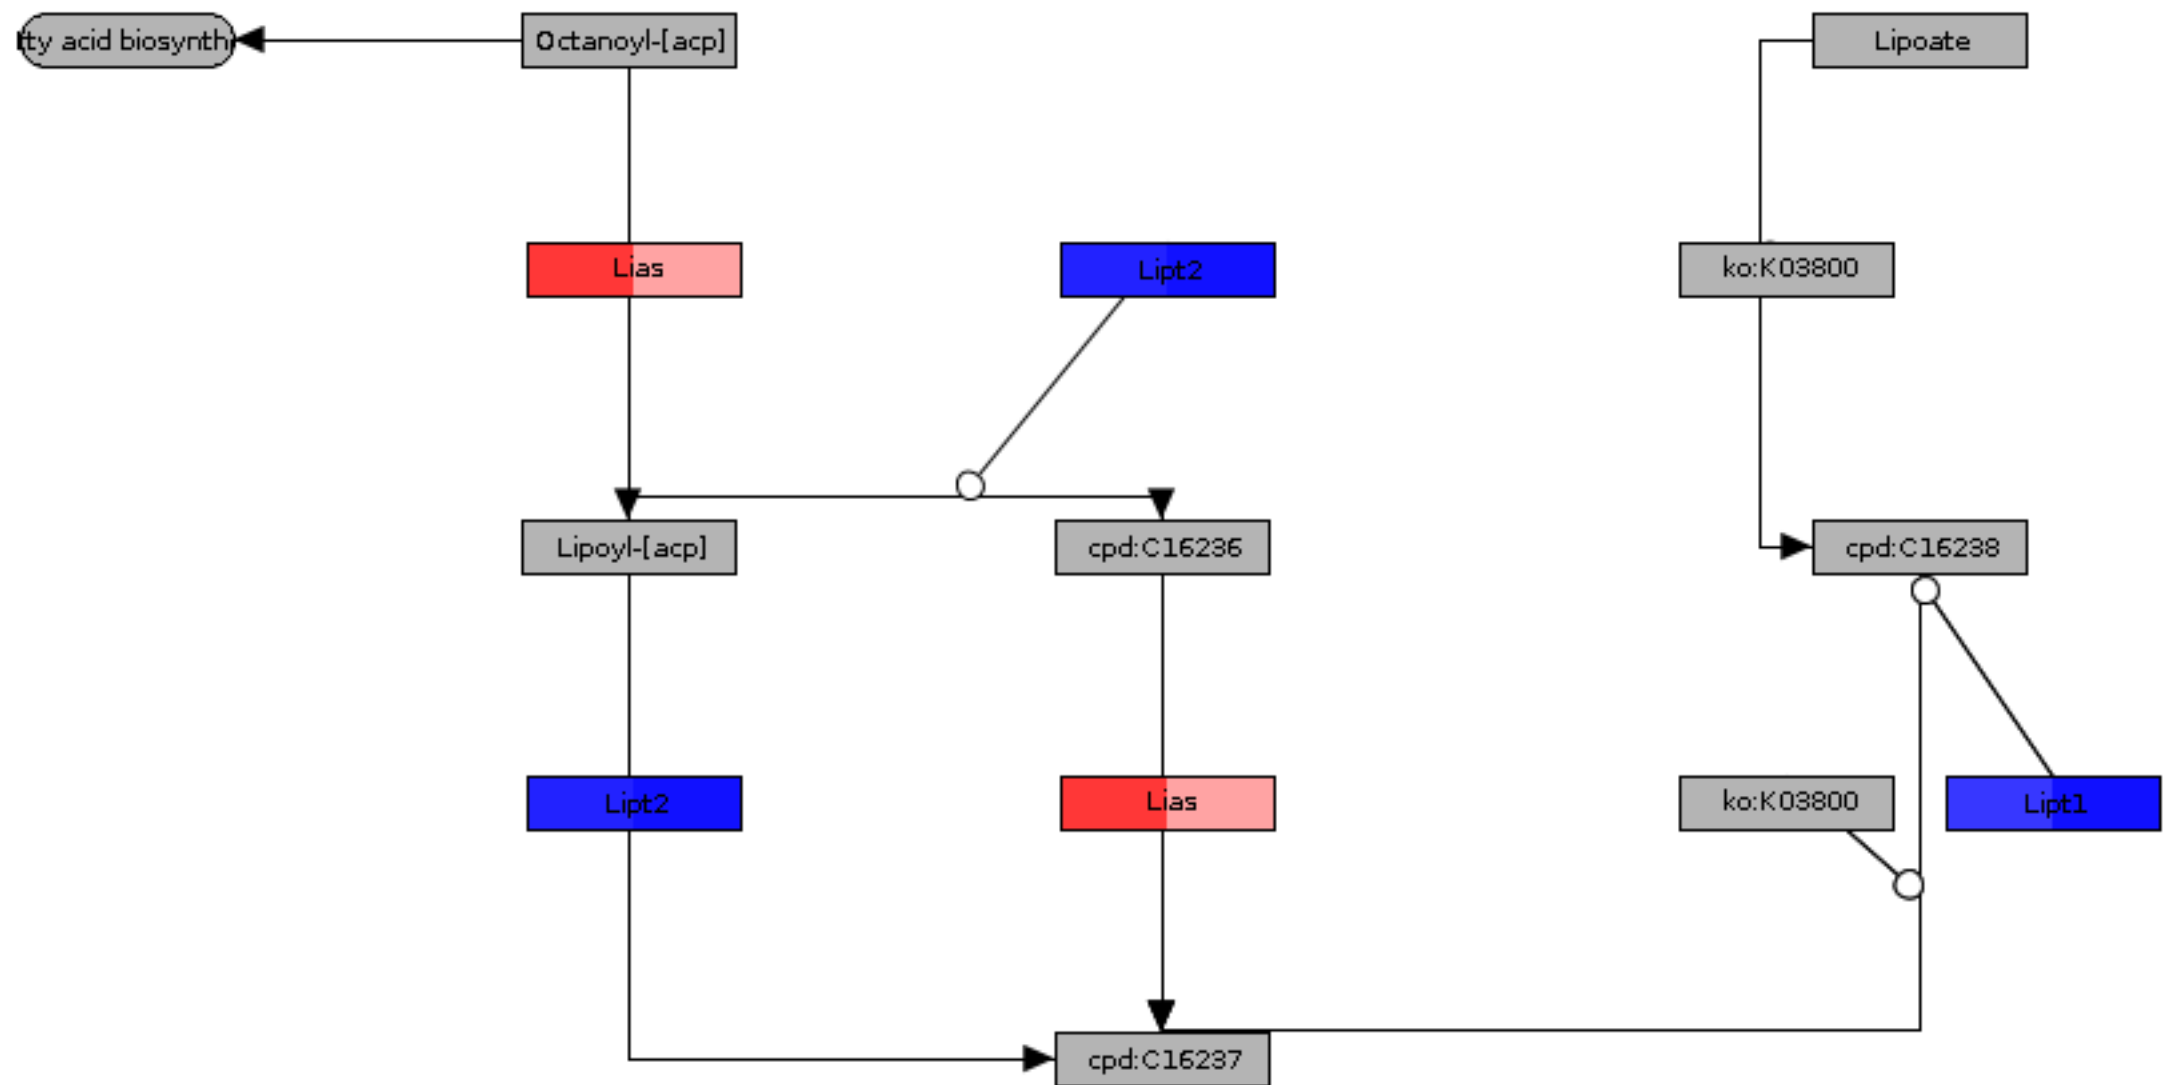 tty acid biosynth
Octanoyl-[acp]
Lipoate
Lias
Lipt2
ko:K03800
Lipoyl-[acp]
cpd:C16236
cpd:C16238
Lipt2
Lias
ko:K03800
Lipt1
cpd:C16237